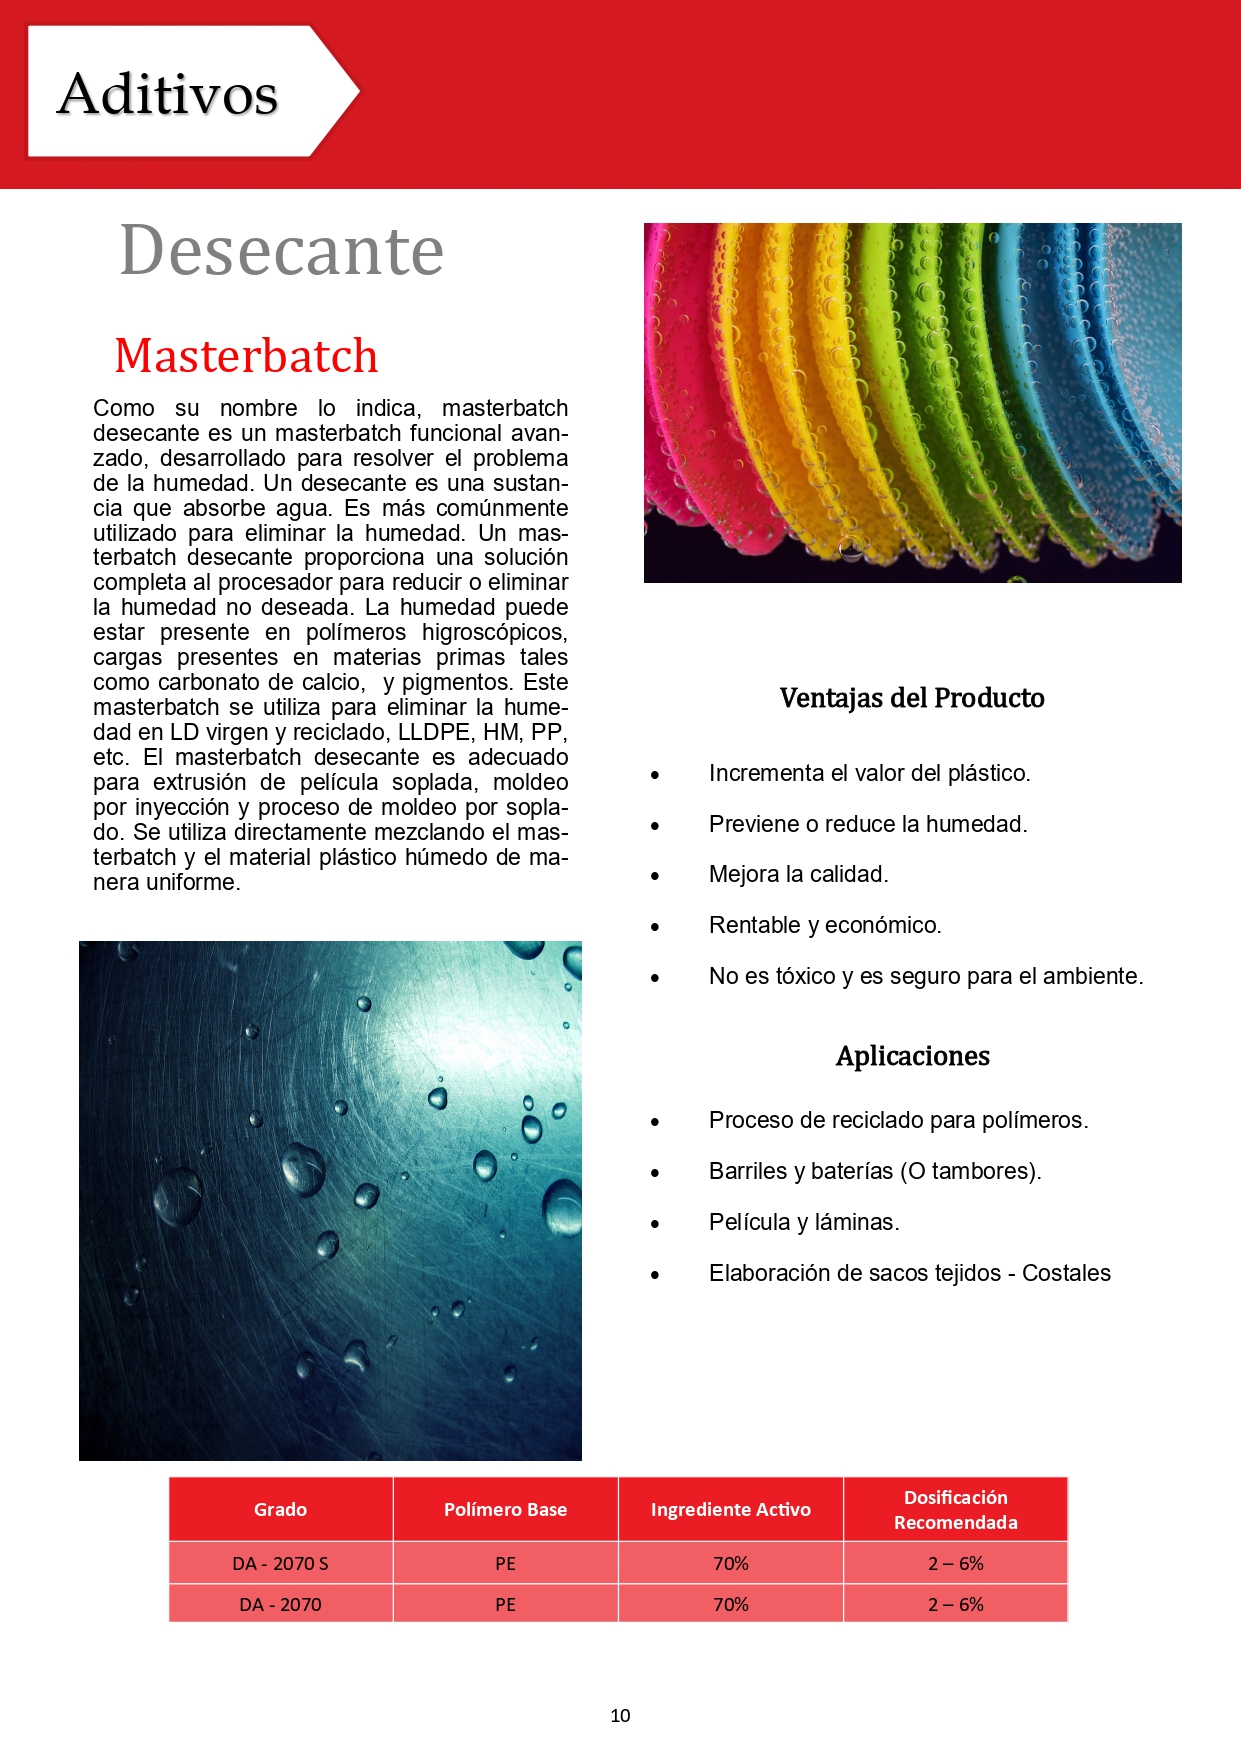 Aditivos
Desecante
Masterbatch
Como su nombre lo indica, masterbatch
desecante es un masterbatch funcional avan-
zado, desarrollado para resolver el problema
de la humedad. Un desecante es una sustan-
cia que absorbe agua. Es más comúnmente
utilizado para eliminar la humedad. Un mas-
terbatch desecante proporciona una solución
completa al procesador para reducir o eliminar
la humedad no deseada. La humedad puede
estar presente en polímeros higroscópicos,
cargas presentes en materias primas tales
como carbonato de calcio,  y pigmentos. Este
masterbatch se utiliza para eliminar la hume-
dad en LD virgen y reciclado, LLDPE, HM, PP,
etc. El masterbatch desecante es adecuado
para extrusión de película soplada, moldeo
por inyección y proceso de moldeo por sopla-
do. Se utiliza directamente mezclando el mas-
terbatch y el material plástico húmedo de ma-
nera uniforme.
Ventajas del Producto
• Incrementa el valor del plástico.
• Previene o reduce la humedad.
• Mejora la calidad.
• Rentable y económico.
• No es tóxico y es seguro para el ambiente.
Aplicaciones
• Proceso de reciclado para polímeros.
• Barriles y baterías (O tambores).
• Película y láminas.
• Elaboración de sacos tejidos - Costales
Grado Polímero Base Ingrediente Activo Dosificación
Recomendada
DA - 2070 S PE 70% 2 – 6%
DA - 2070 PE 70% 2 – 6%
10